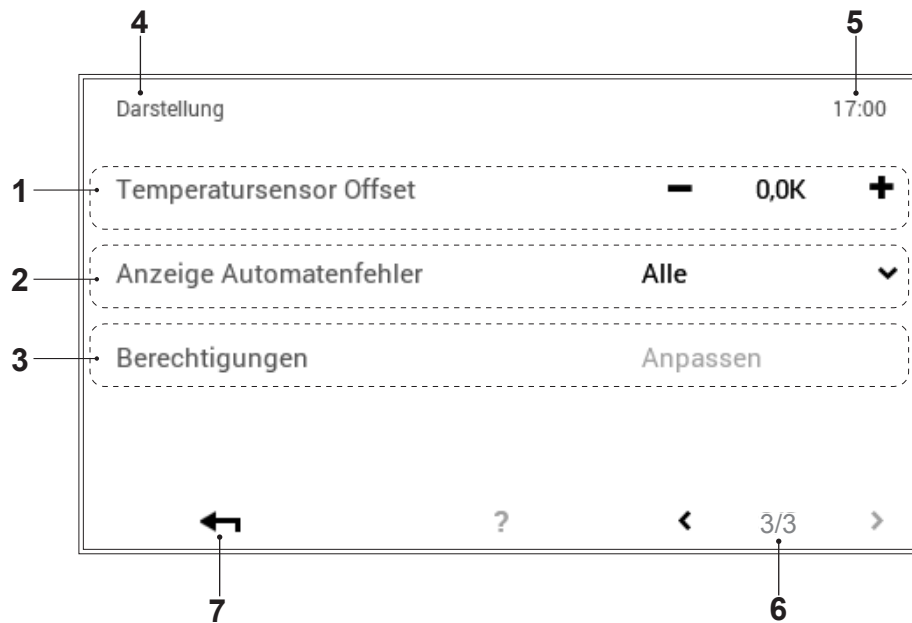 4 5
Darstellung 17:00
1 Temperatursensor Offset − 0,0K +
2 Anzeige Automatenfehler Alle
3 Berechtigungen Anpassen
? < 3/3 >
7 6